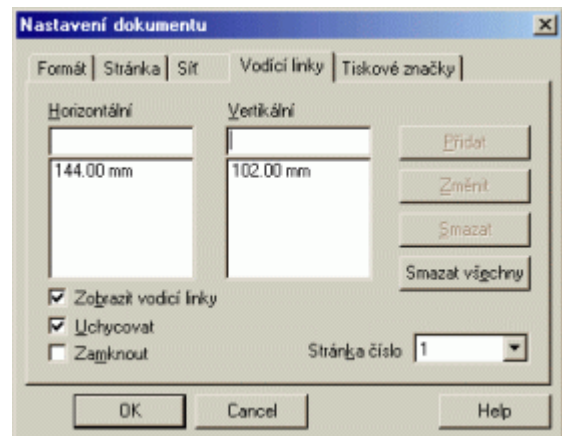 Nastavení dokumentu
Formát Stránka Síť Vodící linky Tiskové značky
Horizontální Vertikální
Přidat
144.00 mm 102.00 mm
Změnit
Smazat
Smazat všechny
Zobrazit vodicí linky
Uchycovat
Zamknout Stránka číslo 1
OK Cancel Help